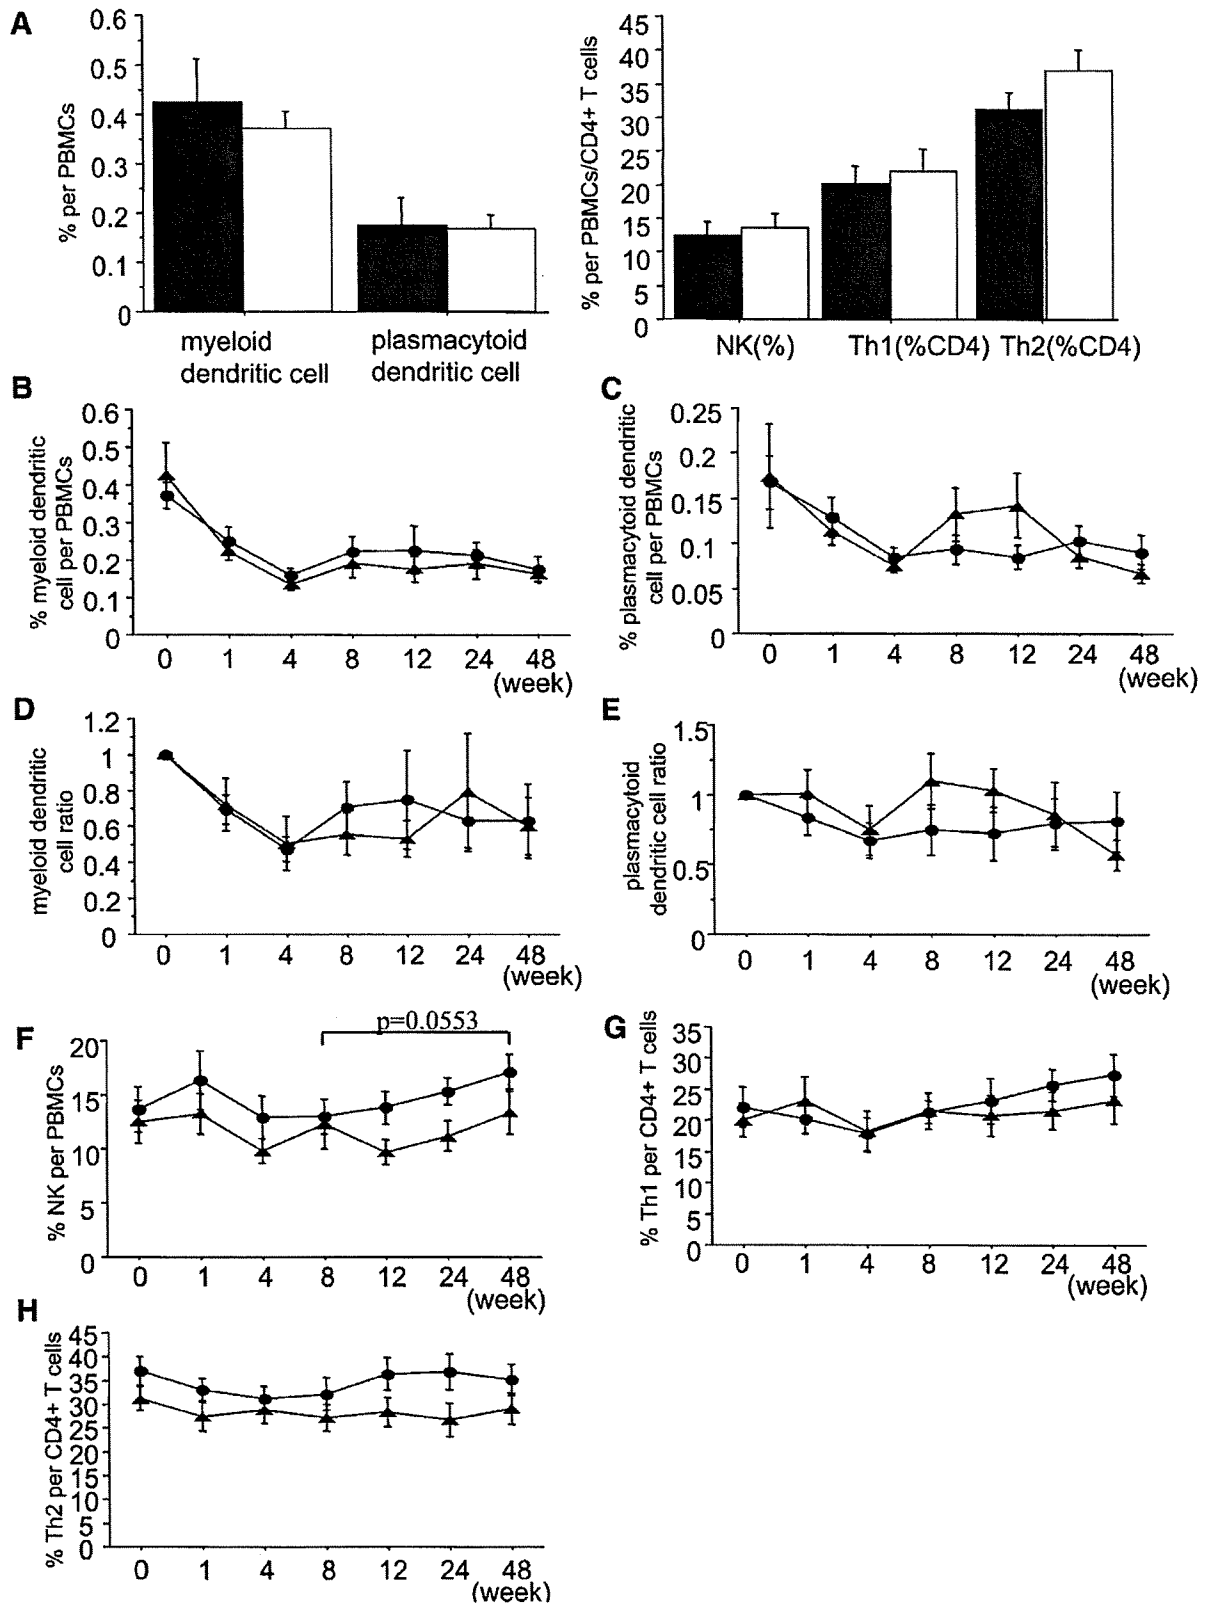 A
0.6
0.5
0.4
0.3
0.2
0.1
0
% per PBMCs
myeloid
dendritic cell
plasmacytoid
dendritic cell
45
40
35
30
25
20
15
10
5
0
% per PBMCs/CD4+ T cells
NK(%)
Th1(%CD4)
Th2(%CD4)
B
0.6
0.5
0.4
0.3
0.2
0.1
0
% myeloid dendritic
cell per PBMCs
0 1 4 8 12 24 48
(week)
C
0.25
0.2
0.15
0.1
0.05
0
% plasmacytoid dendritic
cell per PBMCs
0 1 4 8 12 24 48
(week)
D
1.2
1
0.8
0.6
0.4
0.2
0
myeloid dendritic
cell ratio
0 1 4 8 12 24 48
(week)
E
1.5
1
0.5
0
plasmacytoid
dendritic cell ratio
0 1 4 8 12 24 48
(week)
F
20
15
10
5
0
% NK per PBMCs
p=0.0553
0 1 4 8 12 24 48
(week)
G
35
30
25
20
15
10
5
0
% Th1 per CD4+ T cells
0 1 4 8 12 24 48
(week)
H
45
40
35
30
25
20
15
10
5
0
% Th2 per CD4+ T cells
0 1 4 8 12 24 48
(week)